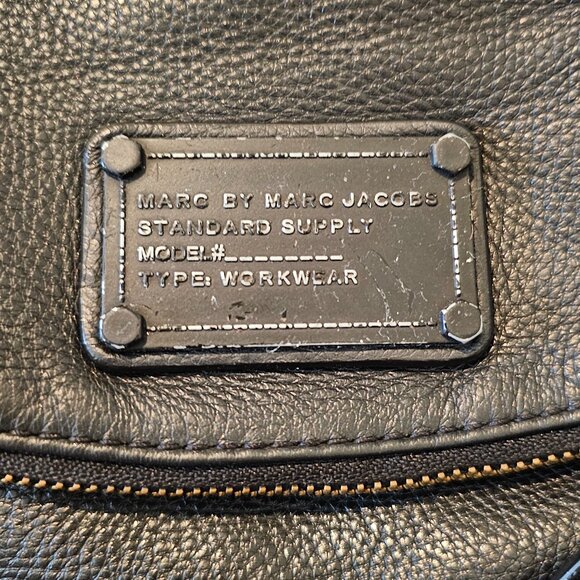 MARC BY MARC JACOBS
STANDARD SUPPLY
MODEL#________
TYPE: WORKWEAR